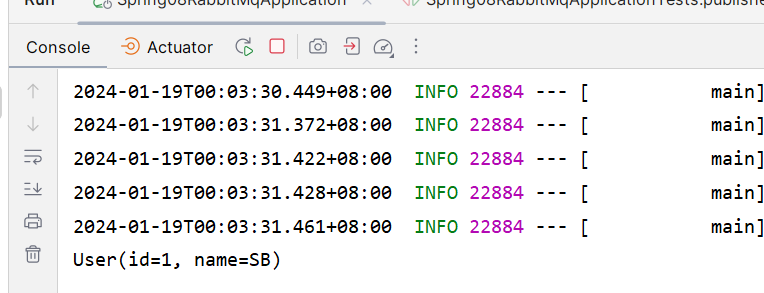 Run Spring08RabbitMqApplication Spring08RabbitMqApplicationTests.publishe
Console Actuator
2024-01-19T00:03:30.449+08:00 INFO 22884 --- [ main]
2024-01-19T00:03:31.372+08:00 INFO 22884 --- [ main]
2024-01-19T00:03:31.422+08:00 INFO 22884 --- [ main]
2024-01-19T00:03:31.428+08:00 INFO 22884 --- [ main]
2024-01-19T00:03:31.461+08:00 INFO 22884 --- [ main]
User(id=1, name=SB)